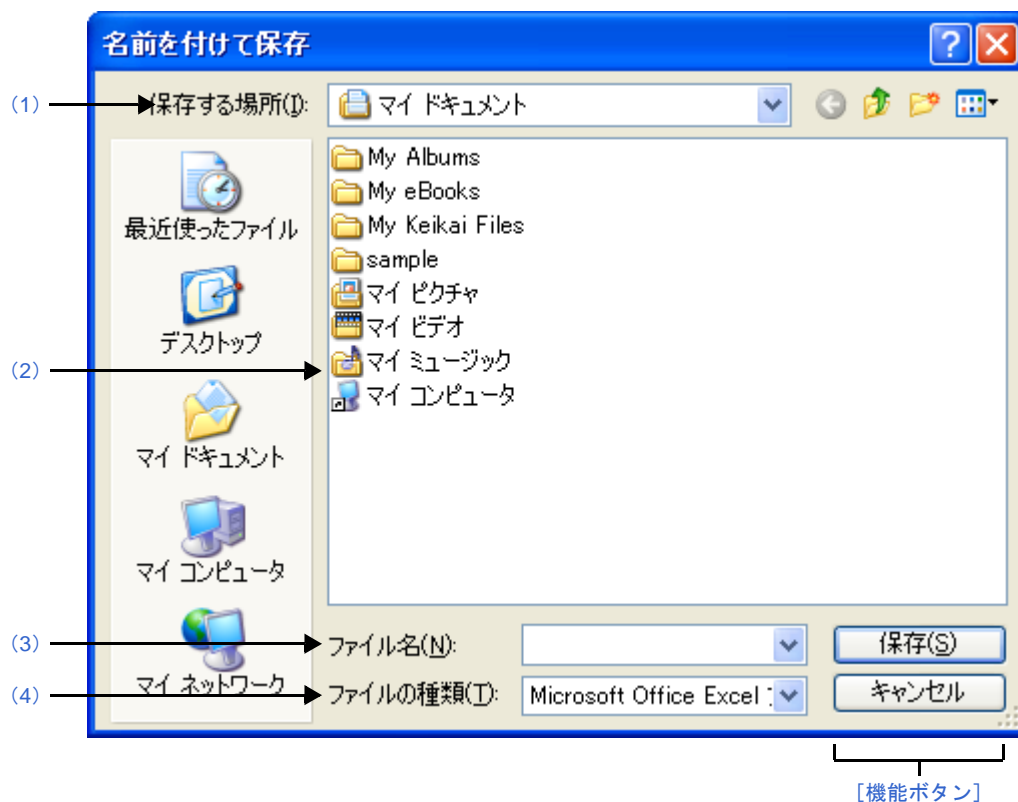 名前を付けて保存
(1)
保存する場所(I):
マイ ドキュメント
最近使ったファイル
デスクトップ
マイ ドキュメント
マイ コンピュータ
マイ ネットワーク
(2)
My Albums
My eBooks
My Keikai Files
sample
マイ ピクチャ
マイ ビデオ
マイ ミュージック
マイ コンピュータ
(3)
ファイル名(N):
保存(S)
(4)
ファイルの種類(T):
Microsoft Office Excel
キャンセル
[機能ボタン]